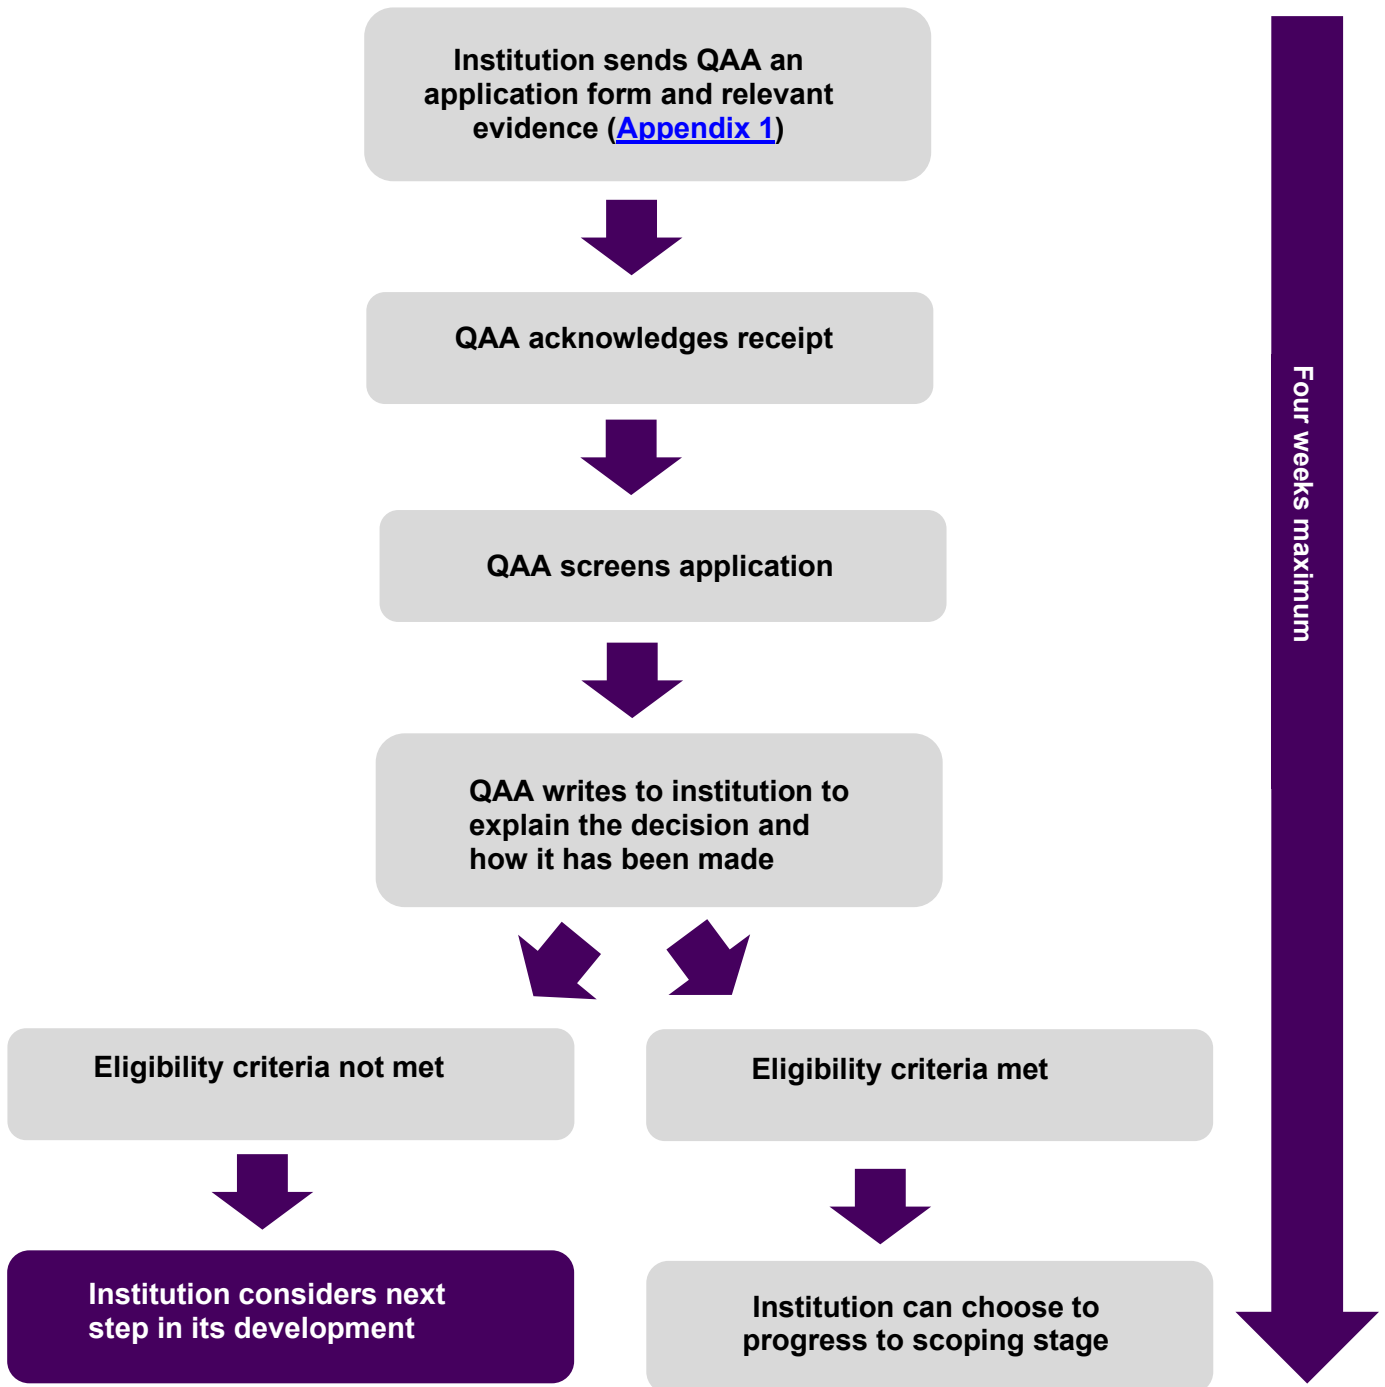 Institution sends QAA an
application form and relevant
evidence (Appendix 1)
QAA acknowledges receipt
QAA screens application
QAA writes to institution to
explain the decision and
how it has been made
Eligibility criteria not met
Eligibility criteria met
Institution considers next
step in its development
Institution can choose to
progress to scoping stage
Four weeks maximum